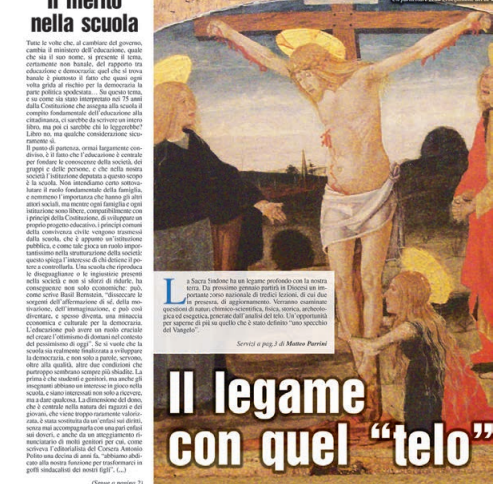 Il merito
nella scuola
Tutte le volte che, al cambiare del governo,
cambia il ministero dell'educazione, quale
che sia il suo nome, si presente il tema,
certamente non banale, del rapporto tra
educazione e democrazia: quel che si trova
banale è piuttosto il fatto che quasi ogni
volta grida al rischio per la democrazia la
parte politica spodestata... Su questo tema,
e su come sia stato interpretato nei 75 anni
dalla Costituzione che assegna alla scuola il
compito fondamentale dell'educazione alla
cittadinanza, ci sarebbe da scrivere un intero
libro, ma poi ci sarebbe chi lo leggerebbe?
Libro no, ma qualche considerazione sicu-
ramente sì.
Il punto di partenza, ormai largamente con-
diviso, è il fatto che l'educazione è centrale
per fondare le conoscenze della società, dei
gruppi e delle persone, e che nella nostra
società l'istituzione deputata a questo scopo
è la scuola. Non intendiamo certo sottova-
lutare il ruolo fondamentale della famiglia,
e nemmeno l'importanza che hanno gli altri
attori sociali, ma mentre ogni famiglia e ogni
istituzione sono libere, compatibilmente con
i principi della Costituzione, di sviluppare un
proprio progetto educativo, i principi comuni
della convivenza civile vengono trasmessi
dalla scuola, che è appunto un'istituzione
pubblica, e come tale gioca un ruolo impor-
tantissimo nella strutturazione della società:
questo spiega l'interesse di chi detiene il po-
tere a controllarla. Una scuola che riproduca
le diseguaglianze o le ingiustizie presenti
nella società e non si sforzi di ridurle, ha
conseguenze non solo economiche: può,
come scrive Basil Bernstein, "disseccare le
sorgenti dell'affermazione di sé, della mo-
tivazione, dell'immaginazione, e può così
diventare, e spesso diventa, una minaccia
economica e culturale per la democrazia.
L'educazione può avere un ruolo cruciale
nel creare l'ottimismo di domani nel contesto
del pessimismo di oggi". Se si vuole che la
scuola sia realmente finalizzata a sviluppare
la democrazia, e non solo a parole, servono,
oltre alla qualità, altre due condizioni che
purtroppo sembrano sempre più sbiadite. La
prima è che studenti e genitori, ma anche gli
insegnanti abbiano un interesse in gioco nella
scuola, e siano interessati non solo a ricevere,
ma a dare qualcosa. La dimensione del dono,
che è centrale nella natura dei ragazzi e dei
giovani, che viene troppo raramente valoriz-
zata, è stata sostituita da un'enfasi sui diritti,
senza mai accompagnarla con una pari enfasi
sui doveri, e anche da un atteggiamento ri-
nunciatario di molti genitori per cui, come
scriveva l'editorialista del Corsera Antonio
Polito una decina di anni fa, "abbiamo abdi-
cato alla nostra funzione per trasformarci in
goffi sindacalisti dei nostri figli". (...)
(Segue a pagina 2)
La Sacra Sindone ha un legame profondo con la nostra
terra. Da prossimo gennaio partirà in Diocesi un im-
portante corso nazionale di tredici lezioni, di cui due
in presenza, di aggiornamento. Verranno esaminate
questioni di natura chimico-scientifica, fisica, storica, archeolo-
gica ed esegetica, generate dall'analisi del telo. Un'opportunità
per saperne di più su quello che è stato definito "uno specchio
del Vangelo".
Servizi a pag.3 di Matteo Parrini
Il legame
con quel "telo"